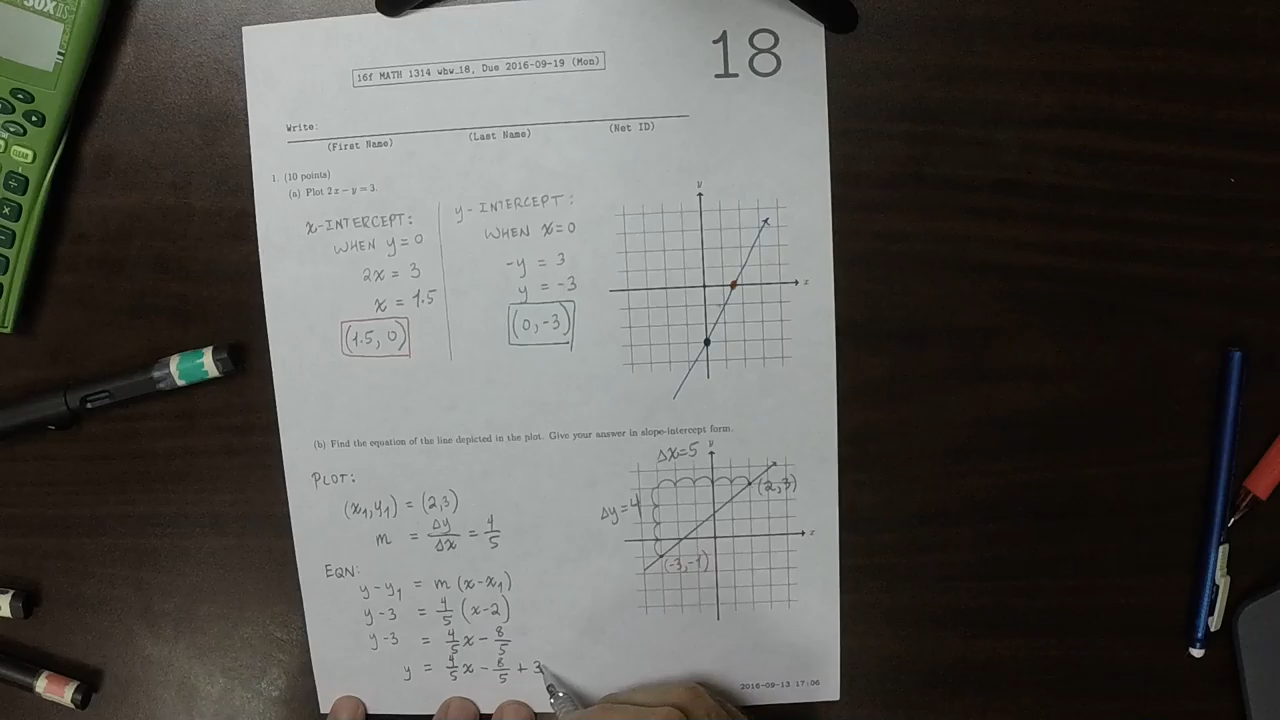 30X IIS
CLEAR
÷
×
16f MATH 1314 whw_18, Due 2016-09-19 (Mon)
18
Write:
(First Name) (Last Name) (Net ID)
1. (10 points)
(a) Plot 2x − y = 3.
x-INTERCEPT:
WHEN y=0
2x = 3
x = 1.5
(1.5, 0)
y-INTERCEPT:
WHEN x=0
-y = 3
y = -3
(0,-3)
y
x
(b) Find the equation of the line depicted in the plot. Give your answer in slope-intercept form.
PLOT:
(x₁,y₁) = (2,3)
m = Δy/Δx = 4/5
EQN:
y-y₁ = m (x-x₁)
y-3 = 4/5 (x-2)
y-3 = 4/5 x - 8/5
y = 4/5 x - 8/5 + 3
y
Δx=5
(2,3)
Δy=4
x
(-3,-1)
2016-09-13 17:06